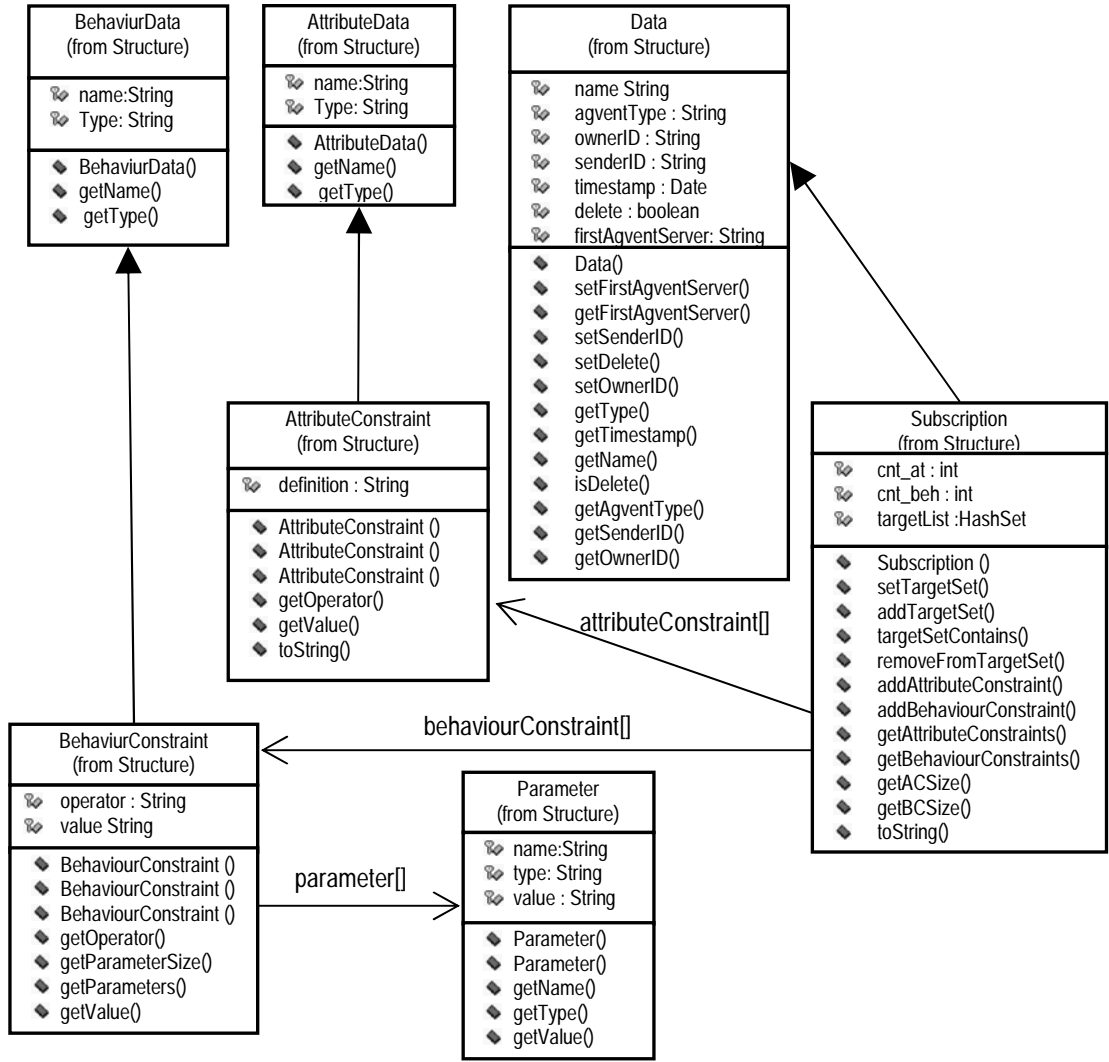 BehaviurData
(from Structure)
name:String
Type: String
BehaviurData()
getName()
getType()
AttributeData
(from Structure)
name:String
Type: String
AttributeData()
getName()
getType()
Data
(from Structure)
name String
agventType : String
ownerID : String
senderID : String
timestamp : Date
delete : boolean
firstAgventServer: String
Data()
setFirstAgventServer()
getFirstAgventServer()
setSenderID()
setDelete()
setOwnerID()
getType()
getTimestamp()
getName()
isDelete()
getAgventType()
getSenderID()
getOwnerID()
AttributeConstraint
(from Structure)
definition : String
AttributeConstraint ()
AttributeConstraint ()
AttributeConstraint ()
getOperator()
getValue()
toString()
Subscription
(from Structure)
cnt_at : int
cnt_beh : int
targetList :HashSet
Subscription ()
setTargetSet()
addTargetSet()
targetSetContains()
removeFromTargetSet()
addAttributeConstraint()
addBehaviourConstraint()
getAttributeConstraints()
getBehaviourConstraints()
getACSize()
getBCSize()
toString()
attributeConstraint[]
behaviourConstraint[]
BehaviurConstraint
(from Structure)
operator : String
value String
BehaviourConstraint ()
BehaviourConstraint ()
BehaviourConstraint ()
getOperator()
getParameterSize()
getParameters()
getValue()
parameter[]
Parameter
(from Structure)
name:String
type: String
value : String
Parameter()
Parameter()
getName()
getType()
getValue()